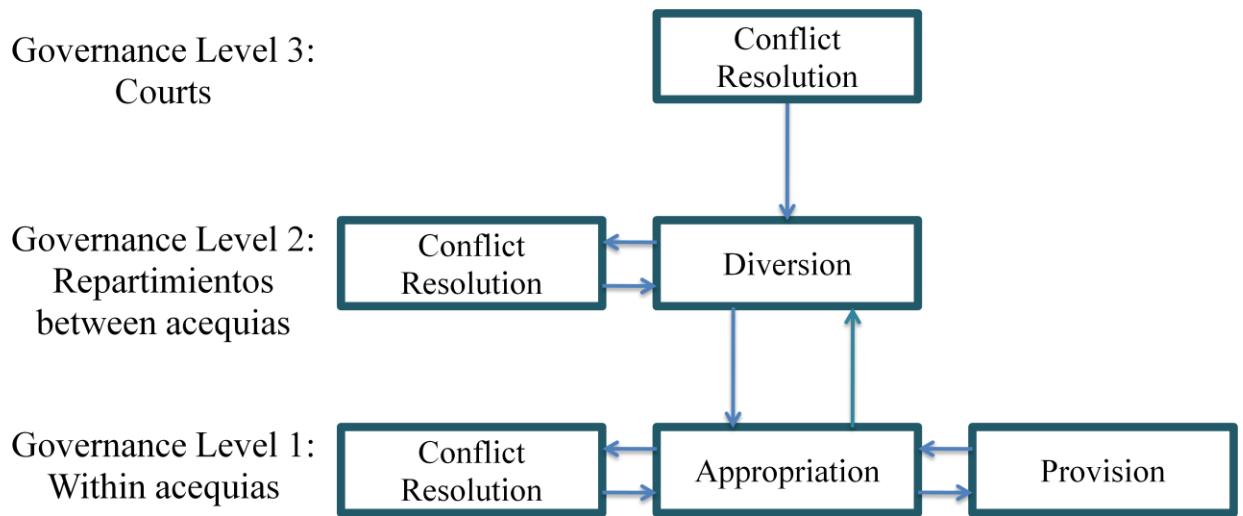 Governance Level 3:
Courts
Conflict
Resolution
Governance Level 2:
Repartimientos
between acequias
Conflict
Resolution
Diversion
Governance Level 1:
Within acequias
Conflict
Resolution
Appropriation
Provision